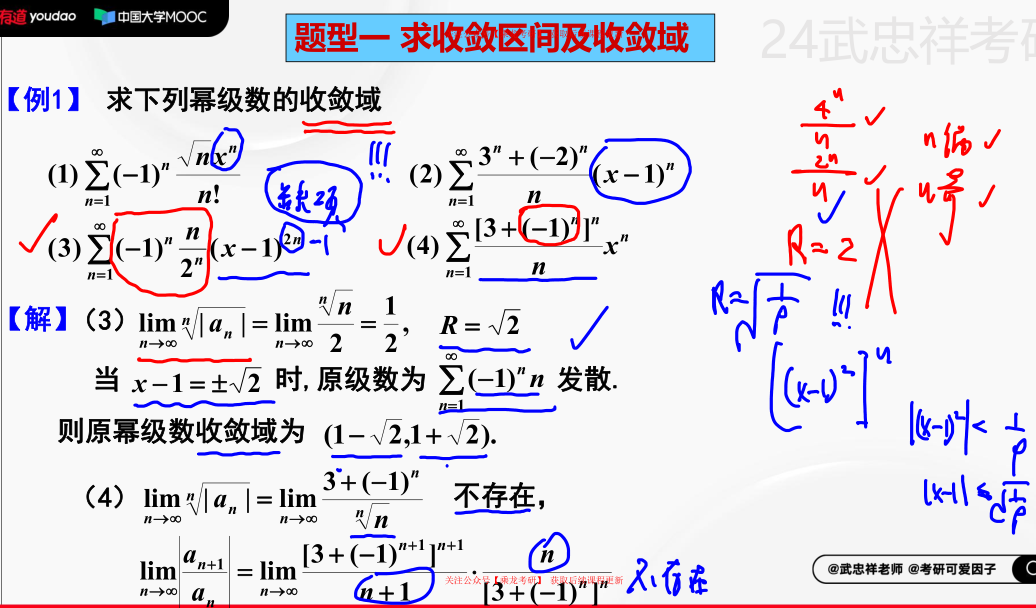 有道 youdao 中国大学MOOC
题型一 求收敛区间及收敛域
24武忠祥考研
【例1】 求下列幂级数的收敛域
(1) $\sum_{n=1}^{\infty}(-1)^n\frac{\sqrt{n}x^n}{n!}$ !!! (2) $\sum_{n=1}^{\infty}\frac{3^n+(-2)^n}{n}(x-1)^n$
缺项
(3) $\sum_{n=1}^{\infty}(-1)^n\frac{n}{2^n}(x-1)^{2n}$ -1 (4) $\sum_{n=1}^{\infty}\frac{[3+(-1)^n]^n}{n}x^n$
【解】(3) $\lim_{n\to\infty}\sqrt[n]{|a_n|}=\lim_{n\to\infty}\frac{\sqrt[n]{n}}{2}=\frac{1}{2},$ $R=\sqrt{2}$
当 $x-1=\pm\sqrt{2}$ 时,原级数为 $\sum_{n=1}^{\infty}(-1)^n n$ 发散.
则原幂级数收敛域为 $(1-\sqrt{2},1+\sqrt{2}).$
(4) $\lim_{n\to\infty}\sqrt[n]{|a_n|}=\lim_{n\to\infty}\frac{3+(-1)^n}{\sqrt[n]{n}}$ 不存在,
$\lim_{n\to\infty}\left|\frac{a_{n+1}}{a_n}\right|=\lim_{n\to\infty}\frac{[3+(-1)^{n+1}]^{n+1}}{n+1}\cdot\frac{n}{[3+(-1)^n]^n}$ 不存在
关注公众号【重龙考研】 获取后续课程更新
$\frac{4^n}{n}$
n偶
$\frac{2^n}{n}$
n奇
R=2
$R=\sqrt{\frac{1}{\rho}}$ !!!
$[(x-1)^2]^n$
$|(x-1)^2|<\frac{1}{\rho}$
$|x-1|<\sqrt{\frac{1}{\rho}}$
@武忠祥老师 @考研可爱因子